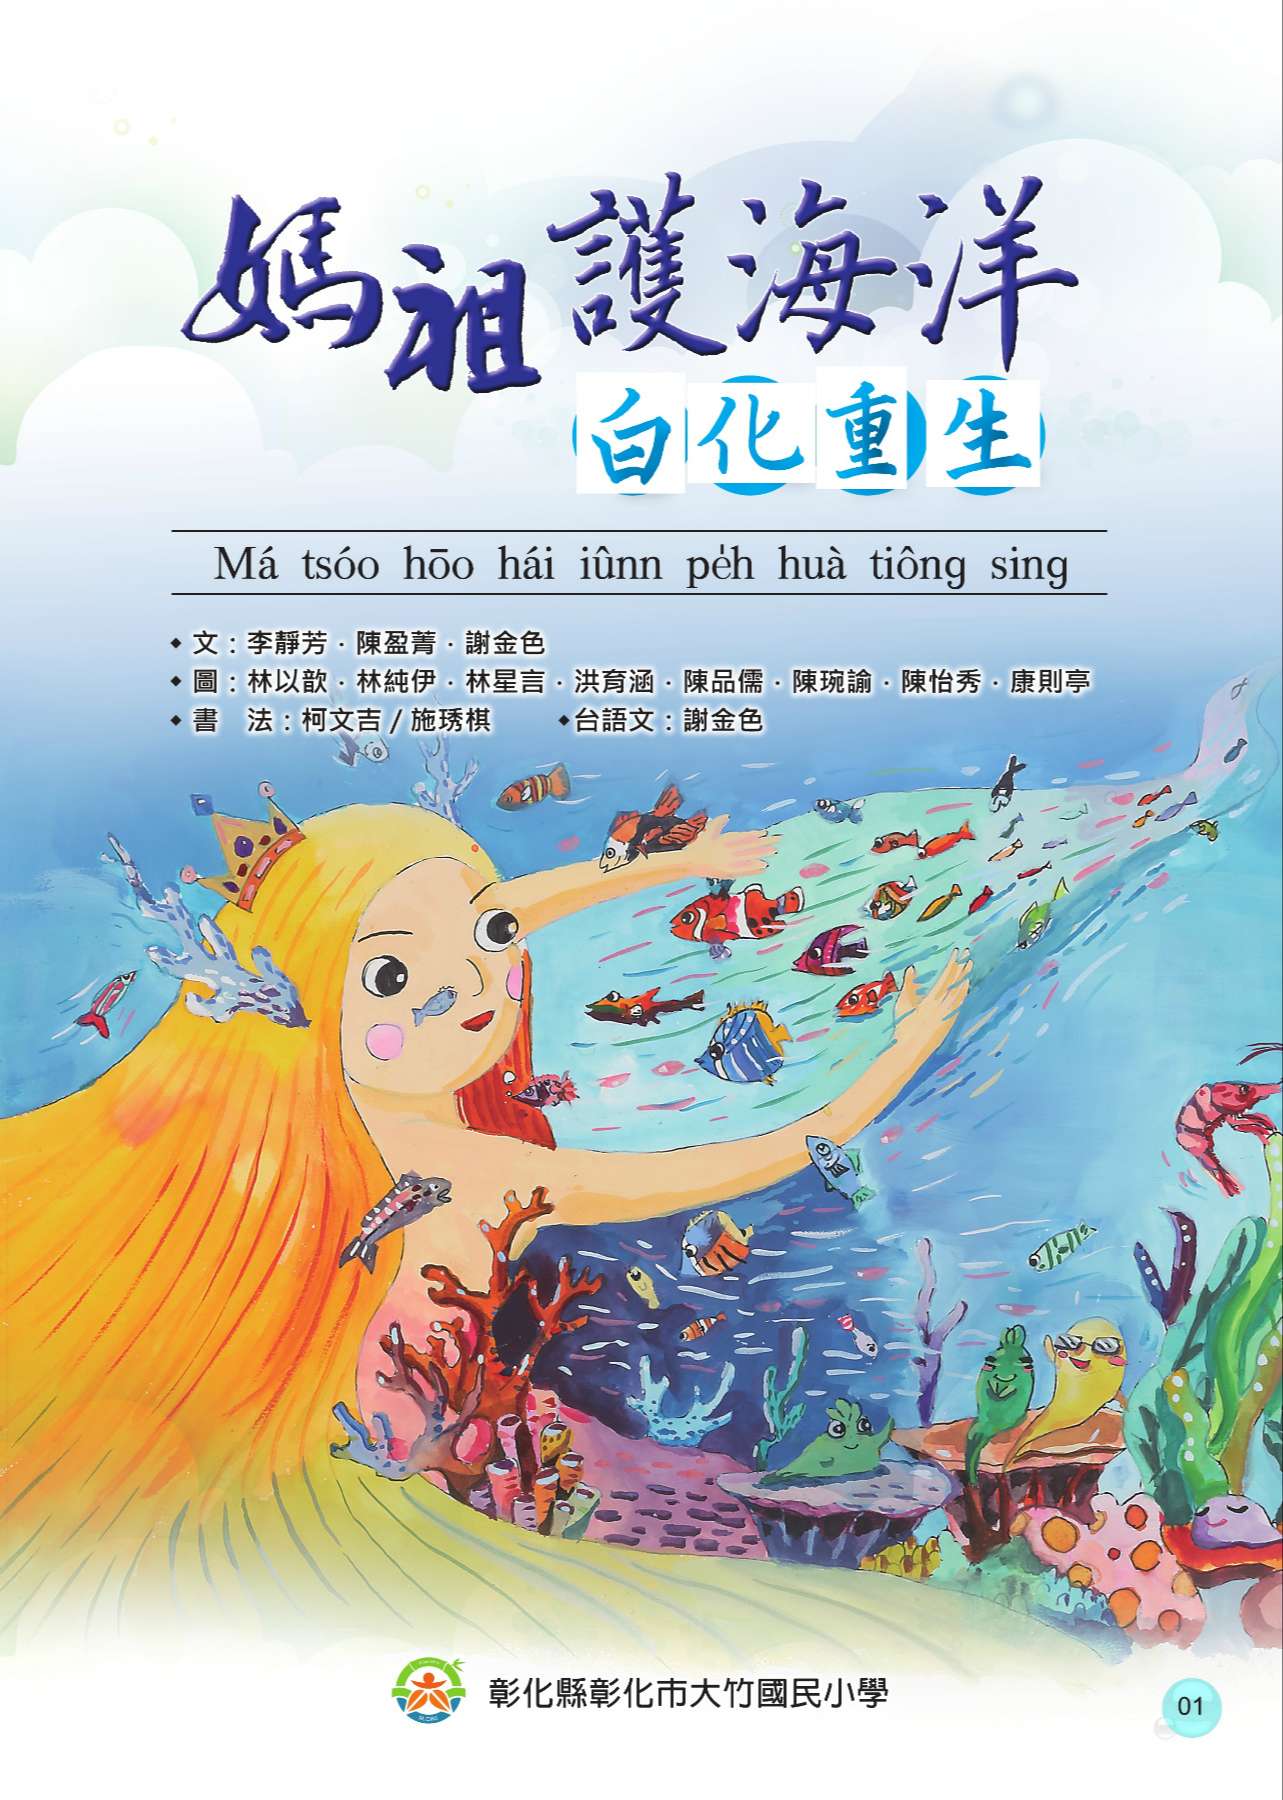 媽祖護海洋
白化重生
Má tsóo hōo hái iûnn pe̍h huà tiông sing
◆ 文：李靜芳．陳盈菁．謝金色
◆ 圖：林以歆．林純伊．林星言．洪育涵．陳品儒．陳琬諭．陳怡秀．康則亭
◆ 書　法：柯文吉 / 施琇棋　　◆台語文：謝金色
彰化縣彰化市大竹國民小學
01